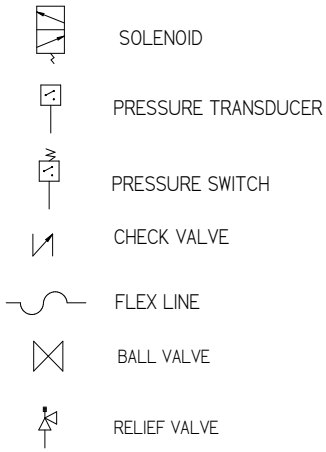 SOLENOID
PRESSURE TRANSDUCER
PRESSURE SWITCH
CHECK VALVE
FLEX LINE
BALL VALVE
RELIEF VALVE